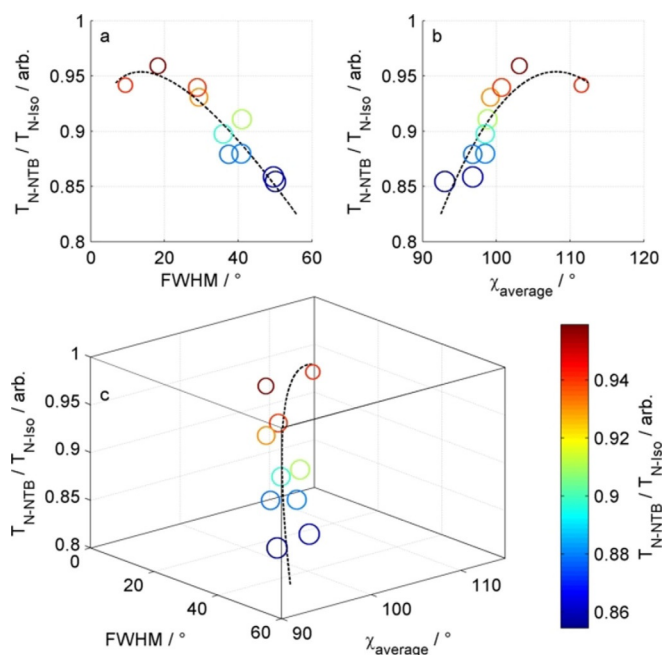 a
1
0.95
0.9
0.85
0.8
T_N-NTB / T_N-Iso / arb.
0 20 40 60
FWHM / °
b
1
0.95
0.9
0.85
0.8
T_N-NTB / T_N-Iso / arb.
90 100 110 120
χ_average / °
c
1
0.95
0.9
0.85
0.8
T_N-NTB / T_N-Iso / arb.
0 20 40 60
FWHM / °
90 100 110
χ_average / °
0.94
0.92
0.9
0.88
0.86
T_N-NTB / T_N-Iso / arb.